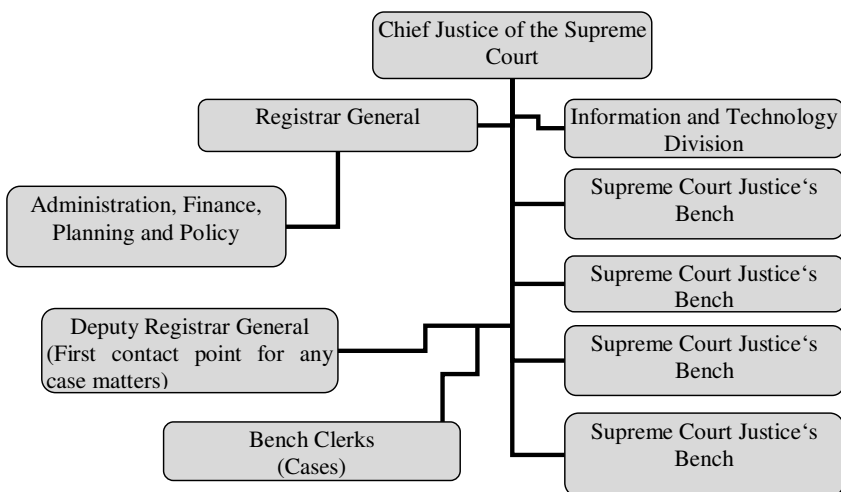 Chief Justice of the Supreme
Court
Registrar General
Information and Technology
Division
Administration, Finance,
Planning and Policy
Supreme Court Justice‘s
Bench
Supreme Court Justice‘s
Bench
Deputy Registrar General
(First contact point for any
case matters)
Supreme Court Justice‘s
Bench
Bench Clerks
(Cases)
Supreme Court Justice‘s
Bench